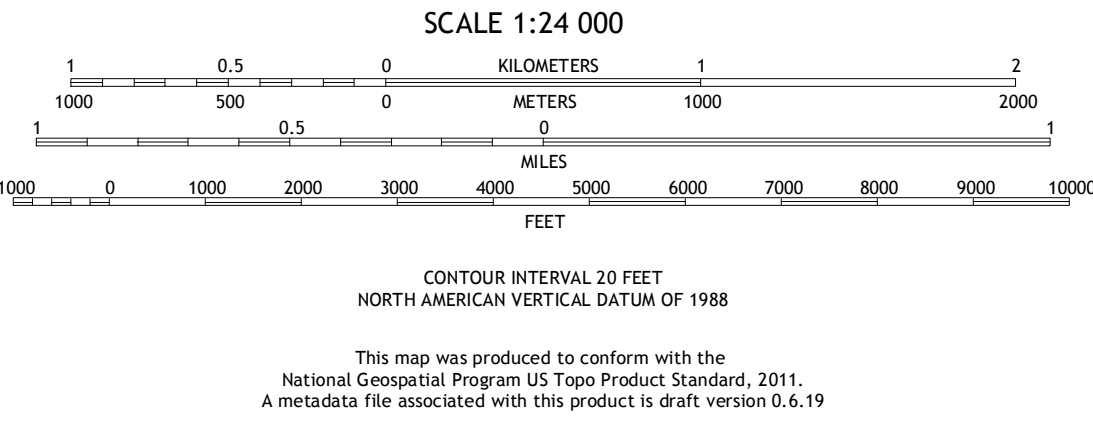 SCALE 1:24 000
1 0.5 0 KILOMETERS 1 2
1000 500 0 METERS 1000 2000
1 0.5 0 1
MILES
1000 0 1000 2000 3000 4000 5000 6000 7000 8000 9000 10000
FEET
CONTOUR INTERVAL 20 FEET
NORTH AMERICAN VERTICAL DATUM OF 1988
This map was produced to conform with the
National Geospatial Program US Topo Product Standard, 2011.
A metadata file associated with this product is draft version 0.6.19